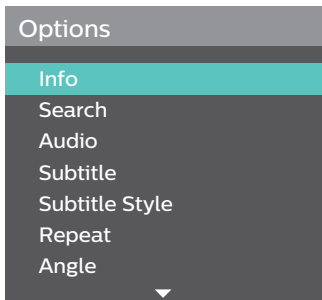 Options
Info
Search
Audio
Subtitle
Subtitle Style
Repeat
Angle